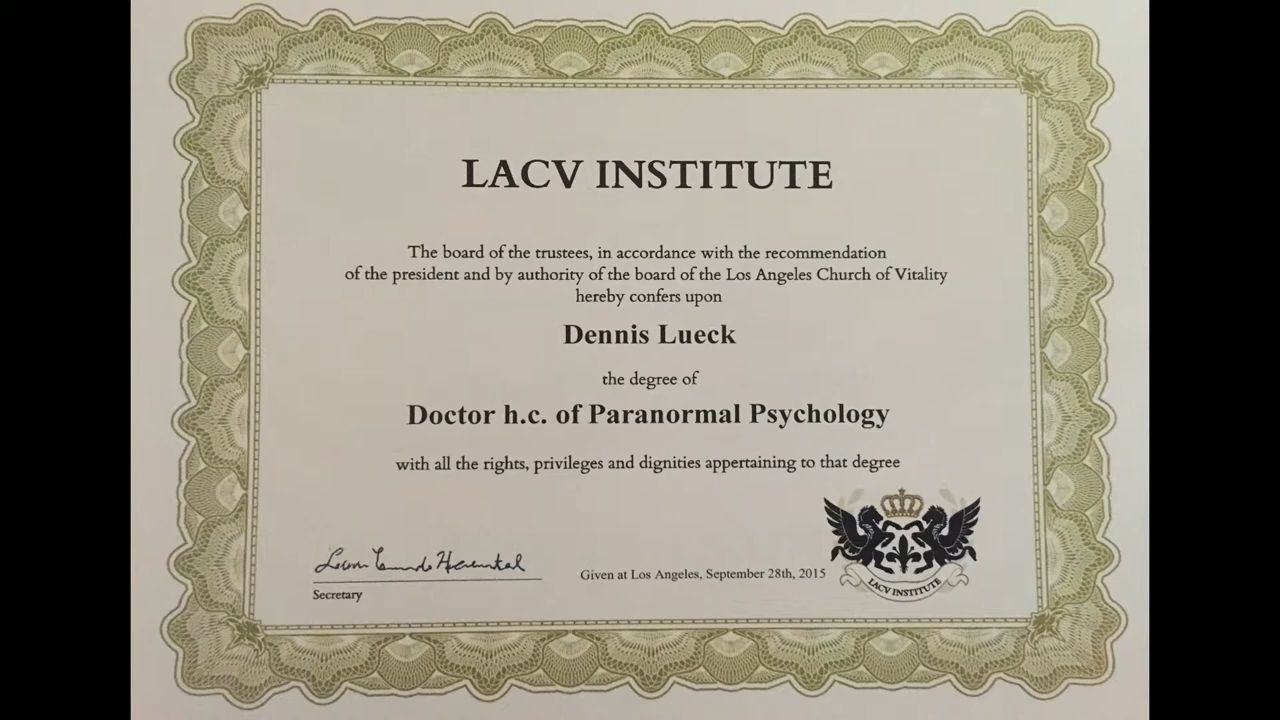 LACV INSTITUTE
The board of the trustees, in accordance with the recommendation
of the president and by authority of the board of the Los Angeles Church of Vitality
hereby confers upon
Dennis Lueck
the degree of
Doctor h.c. of Paranormal Psychology
with all the rights, privileges and dignities appertaining to that degree
Given at Los Angeles, September 28th, 2015
LACV INSTITUTE
Secretary